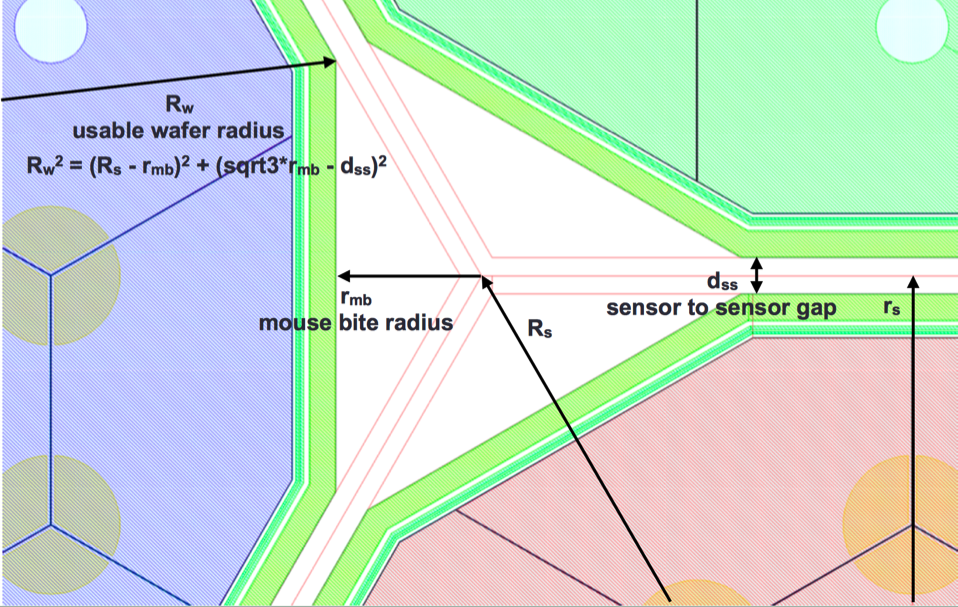 Rw
usable wafer radius
Rw² = (Rs - rmb)² + (sqrt3*rmb - dss)²
dss
sensor to sensor gap
rs
rmb
mouse bite radius
Rs